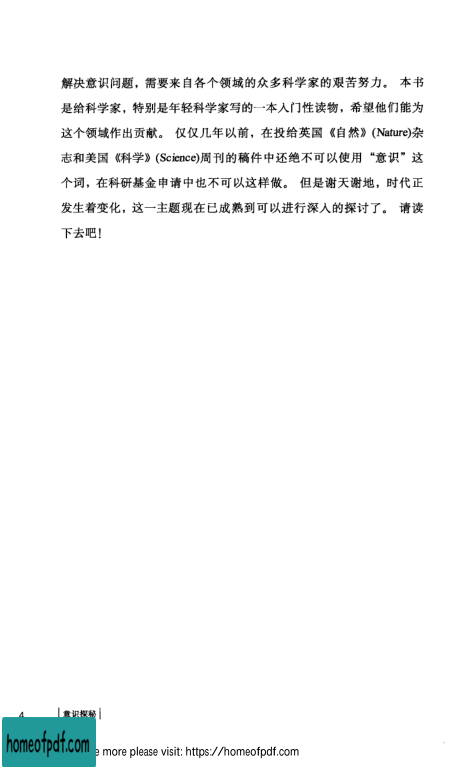 解决意识问题，需要来自各个领域的众多科学家的艰苦努力。 本书
是给科学家，特别是年轻科学家写的一本入门性读物，希望他们能为
这个领域作出贡献。 仅仅几年以前，在投给英国《自然》(Nature)杂
志和美国《科学》(Science)周刊的稿件中还绝不可以使用“意识”这
个词，在科研基金申请中也不可以这样做。 但是谢天谢地，时代正
发生着变化，这一主题现在已成熟到可以进行深入的探讨了。 请读
下去吧！
4 意识探秘
homeofpdf.com
e more please visit: https://homeofpdf.com